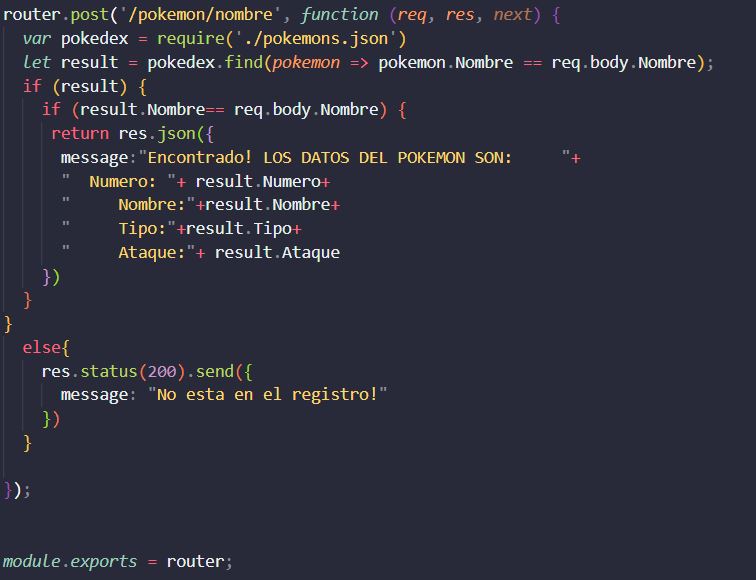 router.post('/pokemon/nombre', function (req, res, next) {
  var pokedex = require('./pokemons.json')
  let result = pokedex.find(pokemon => pokemon.Nombre == req.body.Nombre);
  if (result) {
    if (result.Nombre== req.body.Nombre) {
     return res.json({
      message:"Encontrado! LOS DATOS DEL POKEMON SON:     "+
      "  Numero: "+ result.Numero+
      "     Nombre:"+result.Nombre+
      "     Tipo:"+result.Tipo+
      "     Ataque:"+ result.Ataque
    })
  }
}
  else{
    res.status(200).send({
      message: "No esta en el registro!"
    })
  }
});
module.exports = router;